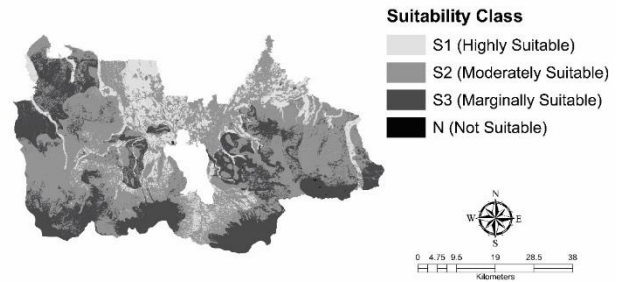 Suitability Class
S1 (Highly Suitable)
S2 (Moderately Suitable)
S3 (Marginally Suitable)
N (Not Suitable)
N
W E
S
0 4.75 9.5 19 28.5 38
Kilometers